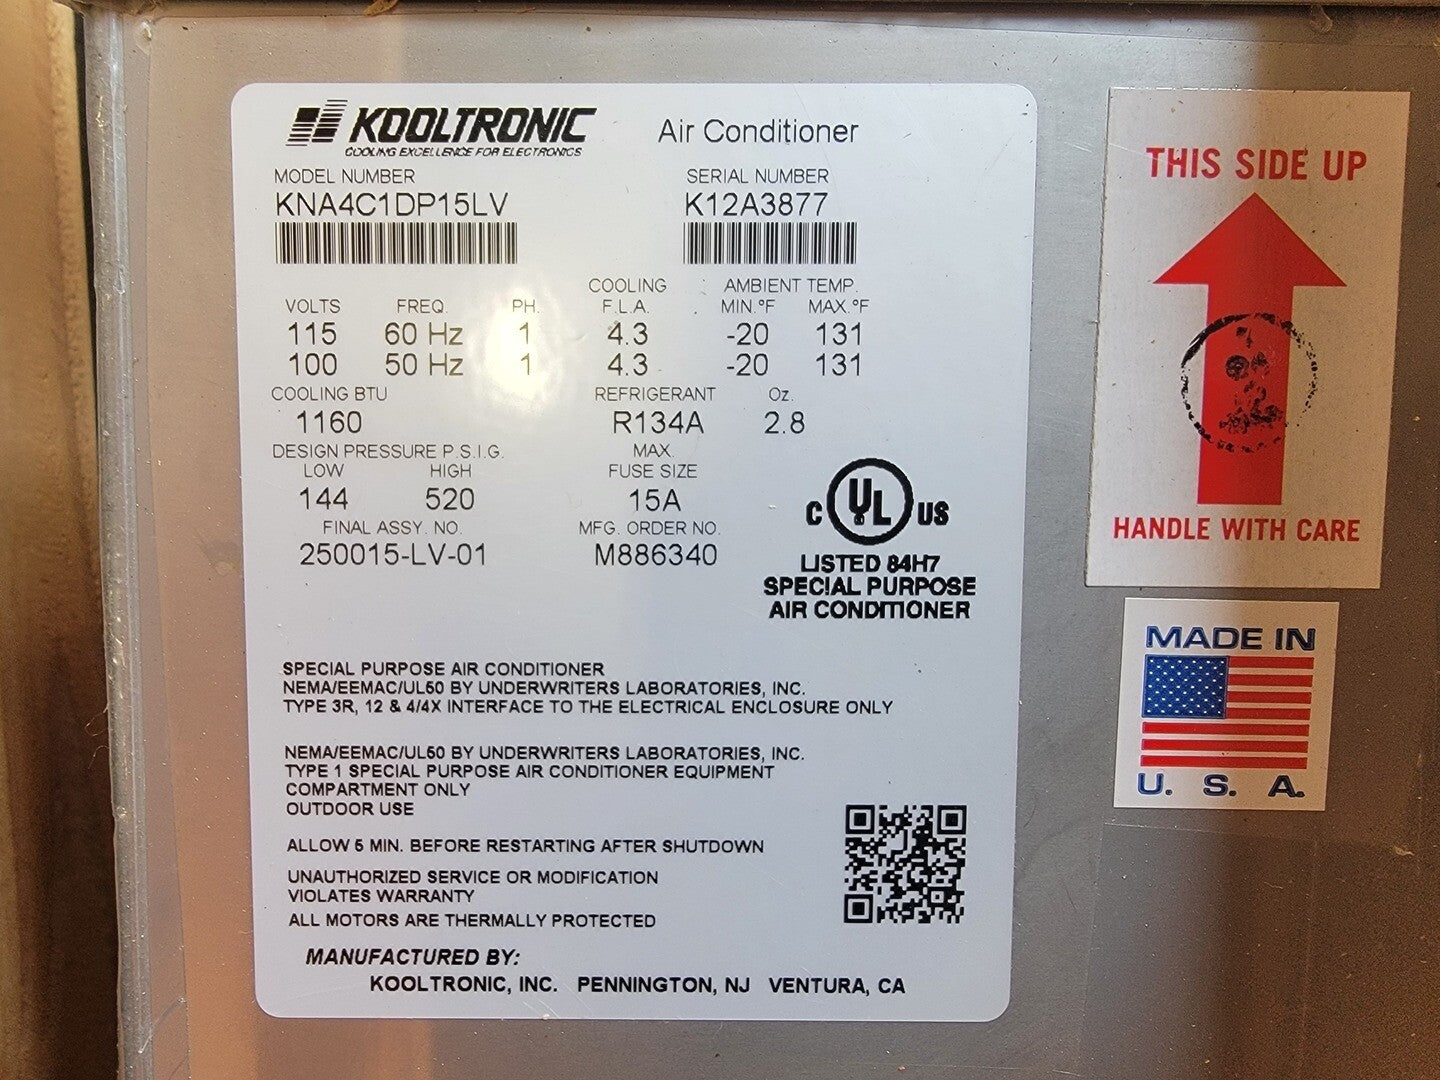 KOOLTRONIC Air Conditioner
COOLING EXCELLENCE FOR ELECTRONICS
MODEL NUMBER SERIAL NUMBER
KNA4C1DP15LV K12A3877
COOLING AMBIENT TEMP.
VOLTS FREQ. PH. F.L.A. MIN.°F MAX.°F
115 60 Hz 1 4.3 -20 131
100 50 Hz 1 4.3 -20 131
COOLING BTU REFRIGERANT Oz.
1160 R134A 2.8
DESIGN PRESSURE P.S.I.G. MAX.
LOW HIGH FUSE SIZE
144 520 15A
FINAL ASSY. NO. MFG. ORDER NO.
250015-LV-01 M886340
C UL US
LISTED 84H7
SPECIAL PURPOSE
AIR CONDITIONER
SPECIAL PURPOSE AIR CONDITIONER
NEMA/EEMAC/UL50 BY UNDERWRITERS LABORATORIES, INC.
TYPE 3R, 12 & 4/4X INTERFACE TO THE ELECTRICAL ENCLOSURE ONLY
NEMA/EEMAC/UL50 BY UNDERWRITERS LABORATORIES, INC.
TYPE 1 SPECIAL PURPOSE AIR CONDITIONER EQUIPMENT
COMPARTMENT ONLY
OUTDOOR USE
ALLOW 5 MIN. BEFORE RESTARTING AFTER SHUTDOWN
UNAUTHORIZED SERVICE OR MODIFICATION
VIOLATES WARRANTY
ALL MOTORS ARE THERMALLY PROTECTED
MANUFACTURED BY:
KOOLTRONIC, INC. PENNINGTON, NJ VENTURA, CA
THIS SIDE UP
HANDLE WITH CARE
MADE IN
U. S. A.